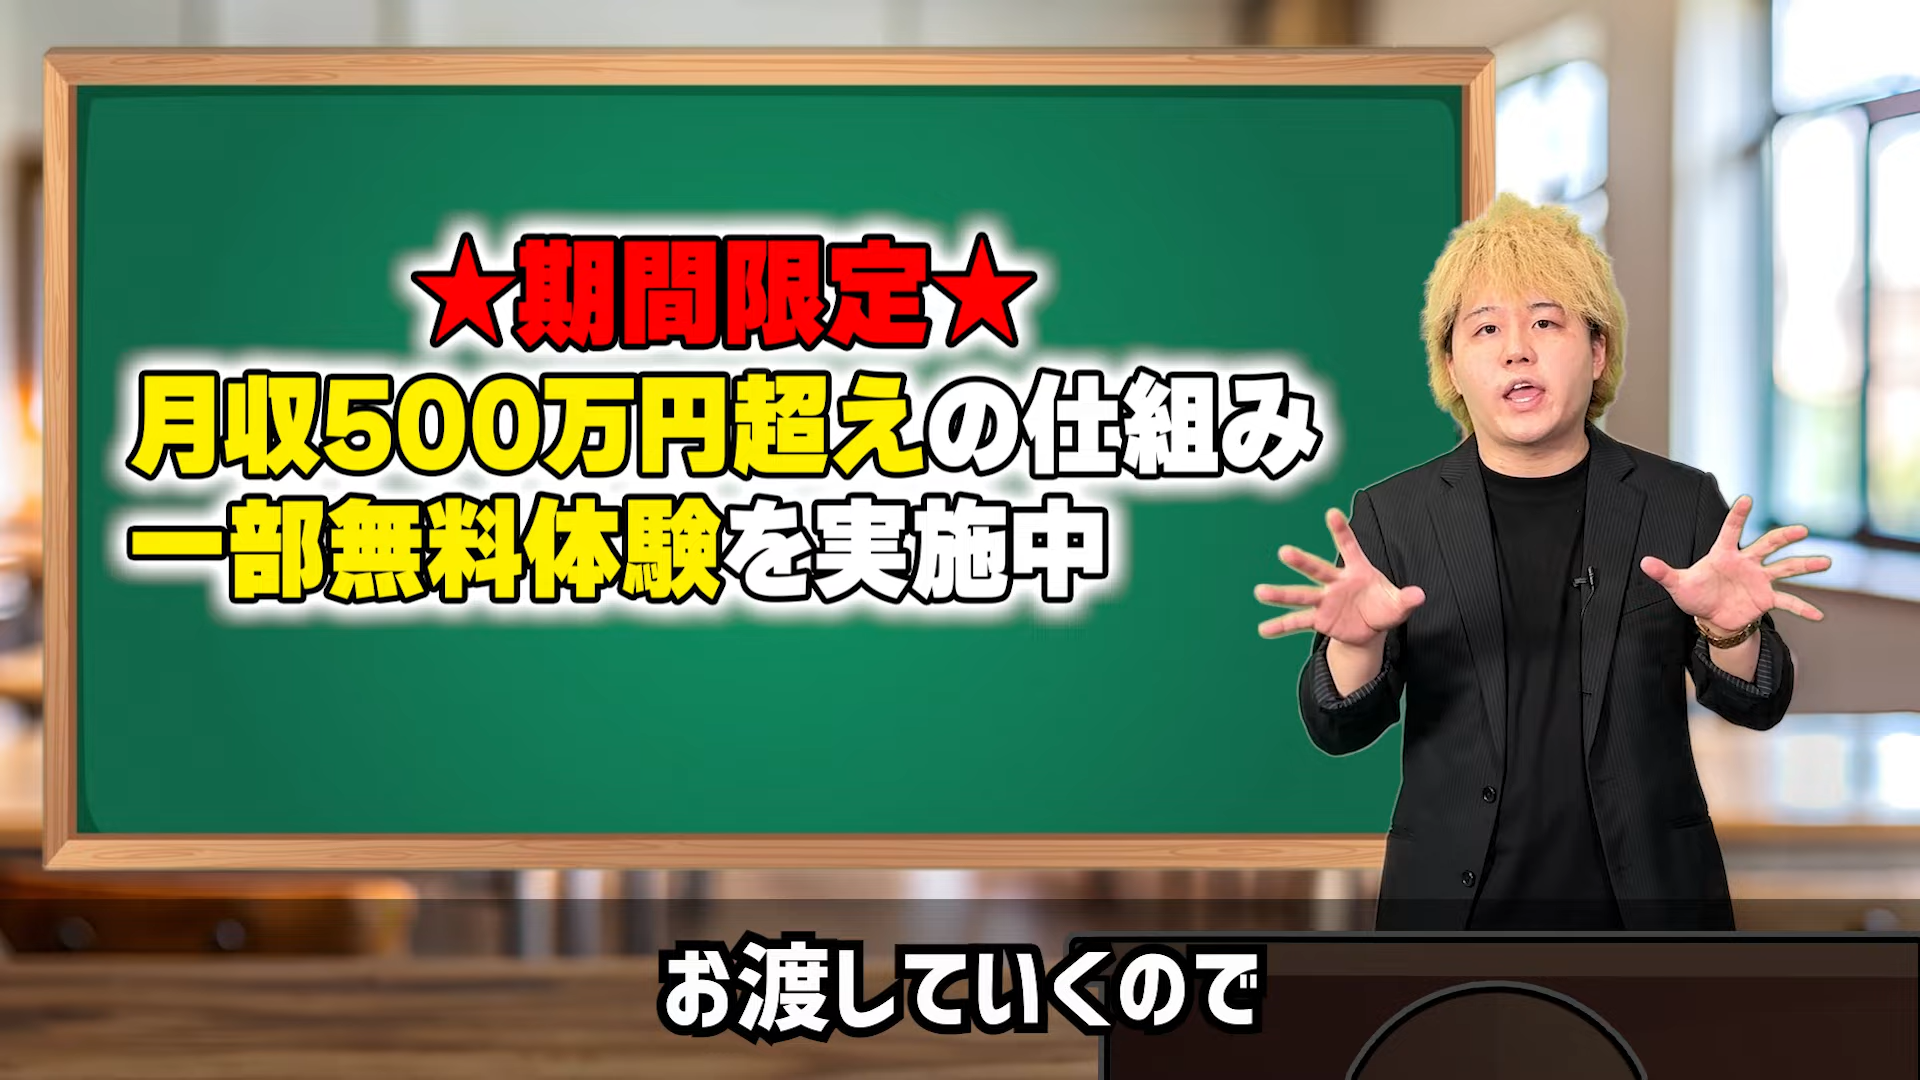 ★期間限定★
月収500万円超えの仕組み
一部無料体験を実施中
お渡していくので